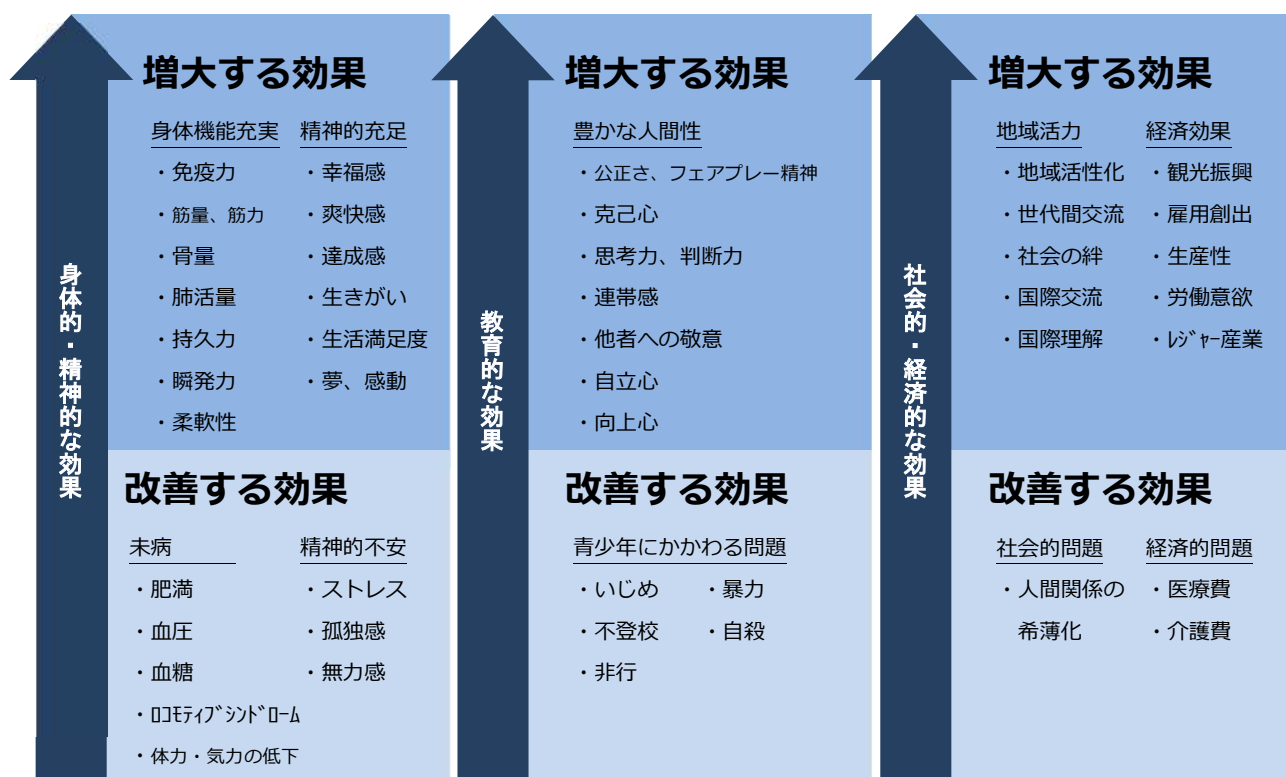 身体的・精神的な効果
増大する効果
身体機能充実
・免疫力
・筋量、筋力
・骨量
・肺活量
・持久力
・瞬発力
・柔軟性
精神的充足
・幸福感
・爽快感
・達成感
・生きがい
・生活満足度
・夢、感動
改善する効果
未病
・肥満
・血圧
・血糖
・ﾛｺﾓﾃｨﾌﾞｼﾝﾄﾞﾛｰﾑ
・体力・気力の低下
精神的不安
・ストレス
・孤独感
・無力感
教育的な効果
増大する効果
豊かな人間性
・公正さ、フェアプレー精神
・克己心
・思考力、判断力
・連帯感
・他者への敬意
・自立心
・向上心
改善する効果
青少年にかかわる問題
・いじめ
・不登校
・非行
・暴力
・自殺
社会的・経済的な効果
増大する効果
地域活力
・地域活性化
・世代間交流
・社会の絆
・国際交流
・国際理解
経済効果
・観光振興
・雇用創出
・生産性
・労働意欲
・ﾚｼﾞｬｰ産業
改善する効果
社会的問題
・人間関係の
希薄化
経済的問題
・医療費
・介護費